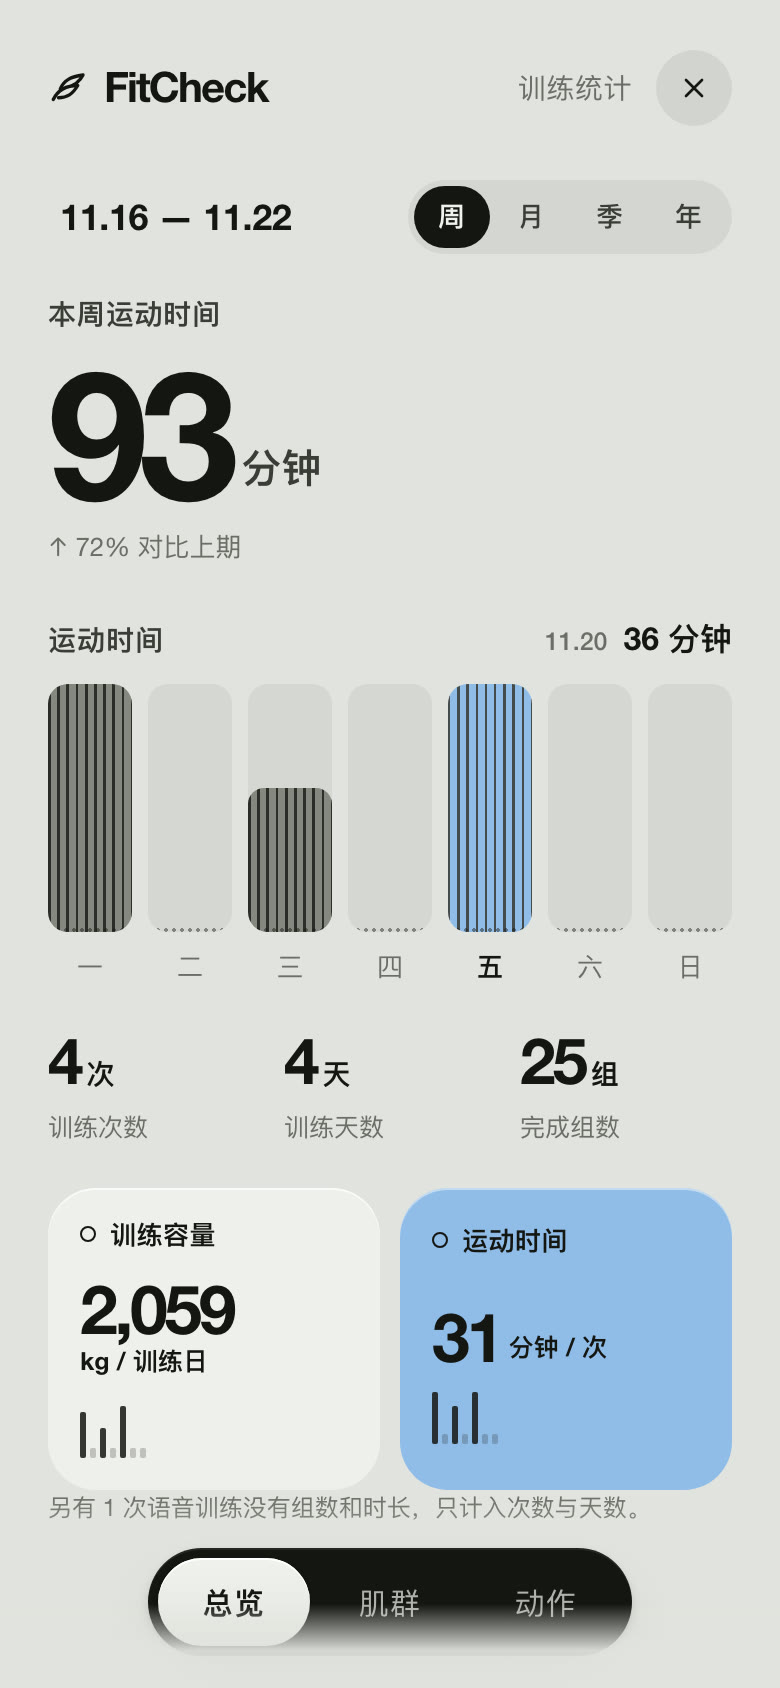 FitCheck
训练统计
11.16 — 11.22
周 月 季 年
本周运动时间
93 分钟
↑ 72% 对比上期
运动时间
11.20 36 分钟
一 二 三 四 五 六 日
4 次 4 天 25 组
训练次数 训练天数 完成组数
训练容量
2,059
kg / 训练日
运动时间
31 分钟 / 次
另有 1 次语音训练没有组数和时长，只计入次数与天数。
总览 肌群 动作